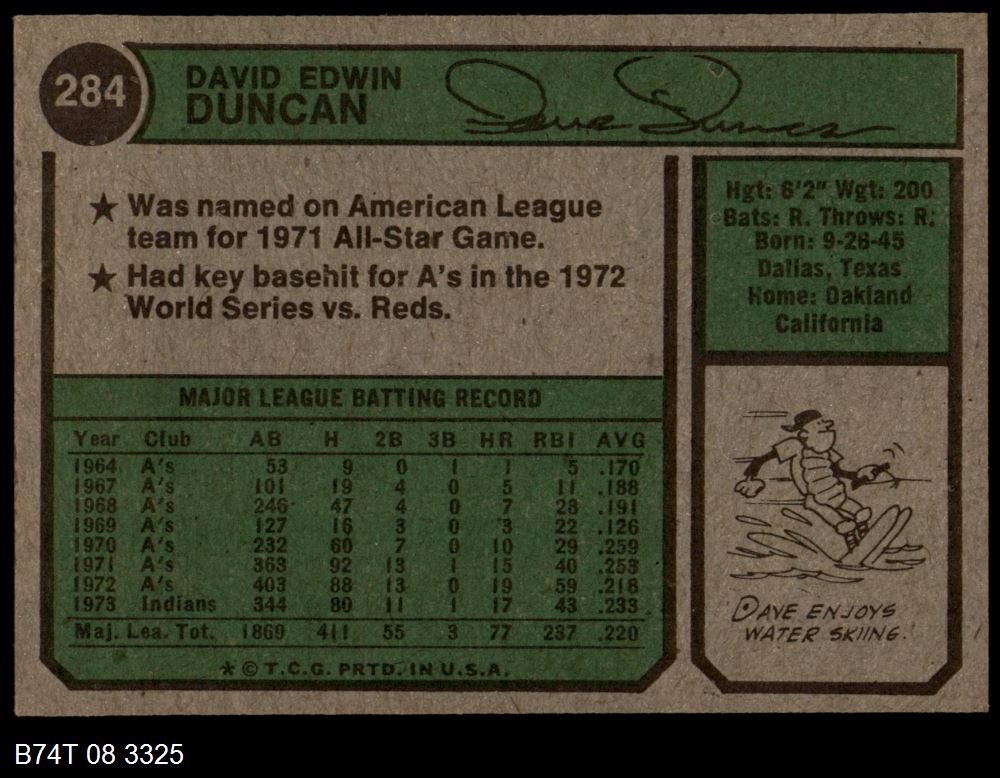 284
DAVID EDWIN
DUNCAN
Dave Duncan
★ Was named on American League
team for 1971 All-Star Game.
★ Had key basehit for A's in the 1972
World Series vs. Reds.
Hgt: 6'2" Wgt: 200
Bats: R. Throws: R.
Born: 9-26-45
Dallas, Texas
Home: Oakland
California
MAJOR LEAGUE BATTING RECORD
Year Club AB H 2B 3B HR RBI AVG
1964 A's 53 9 0 1 1 5 .170
1967 A's 101 19 4 0 5 11 .188
1968 A's 246 47 4 0 7 28 .191
1969 A's 127 16 3 0 3 22 .126
1970 A's 232 60 7 0 10 29 .259
1971 A's 363 92 13 1 15 40 .253
1972 A's 403 88 13 0 19 59 .218
1973 Indians 344 80 11 1 17 43 .233
Maj. Lea. Tot. 1869 411 55 3 77 237 .220
★ © T.C.G. PRTD. IN U.S.A.
DAVE ENJOYS
WATER SKIING.
B74T 08 3325